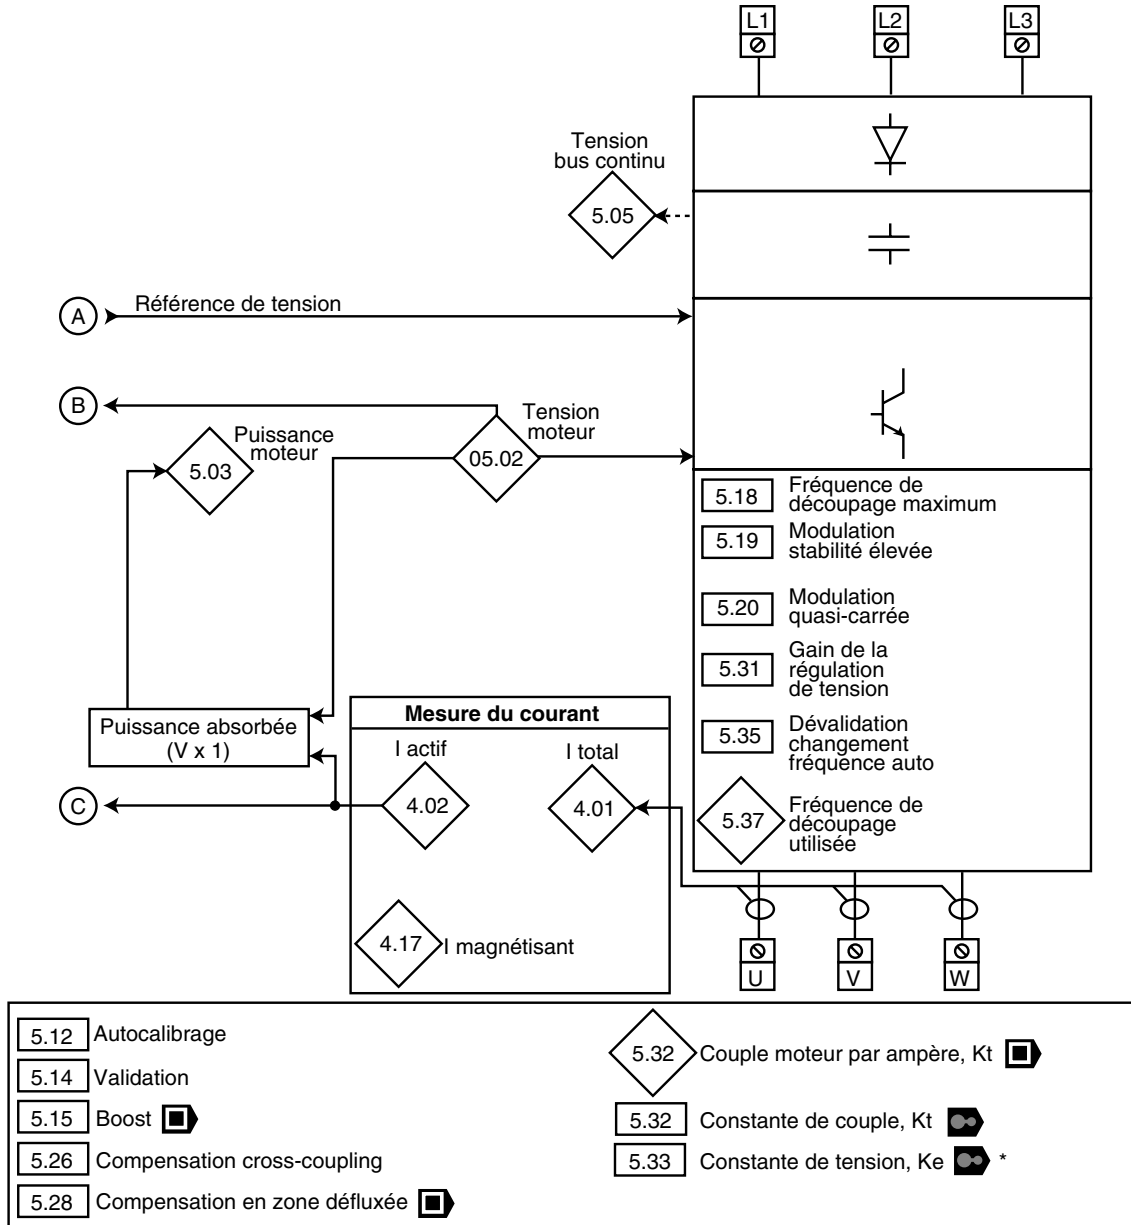 L1
L2
L3
Tension
bus continu
5.05
A
Référence de tension
B
Tension
moteur
05.02
Puissance
moteur
5.03
5.18
Fréquence de
découpage maximum
5.19
Modulation
stabilité élevée
5.20
Modulation
quasi-carrée
5.31
Gain de la
régulation
de tension
5.35
Dévalidation
changement
fréquence auto
5.37
Fréquence de
découpage
utilisée
Puissance absorbée
(V x 1)
Mesure du courant
I actif
4.02
I total
4.01
C
4.17
I magnétisant
U
V
W
5.12 Autocalibrage
5.14 Validation
5.15 Boost
5.26 Compensation cross-coupling
5.28 Compensation en zone défluxée
5.32 Couple moteur par ampère, Kt
5.32 Constante de couple, Kt
5.33 Constante de tension, Ke *